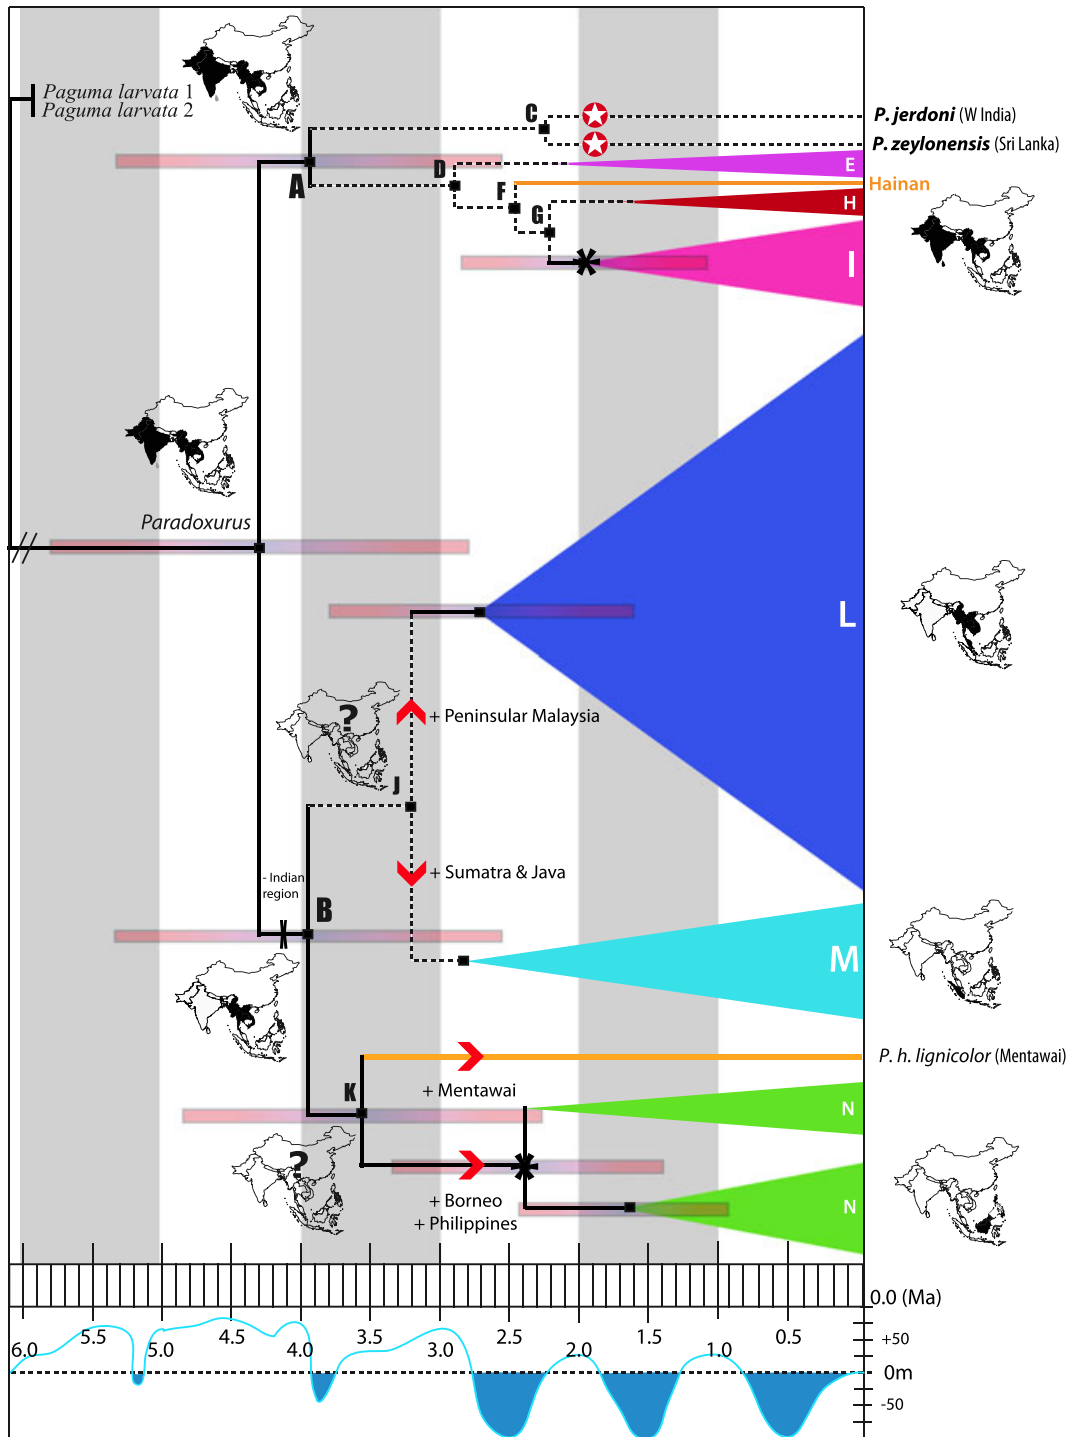 Paguma larvata 1
Paguma larvata 2
C
P. jerdoni (W India)
P. zeylonensis (Sri Lanka)
A
D
E
F
Hainan
G
H
I
Paradoxurus
L
?
+ Peninsular Malaysia
J
+ Sumatra & Java
- Indian
region
B
M
P. h. lignicolor (Mentawai)
K
+ Mentawai
N
?
+ Borneo
+ Philippines
N
0.0 (Ma)
6.0 5.5 5.0 4.5 4.0 3.5 3.0 2.5 2.0 1.5 1.0 0.5
+50
0m
-50